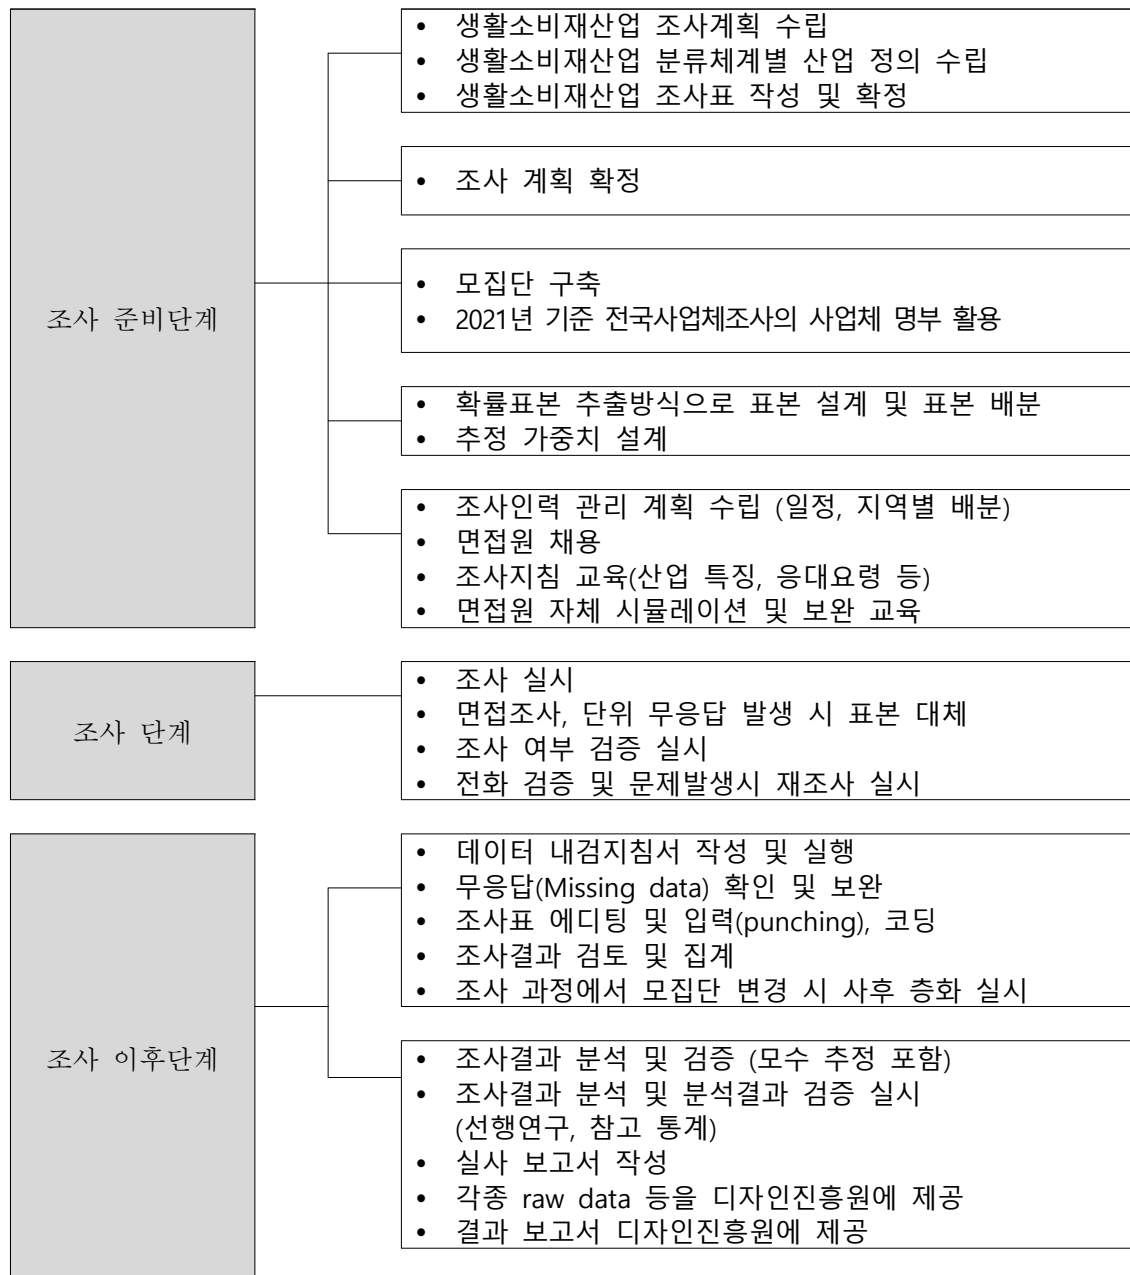 조사 준비단계
• 생활소비재산업 조사계획 수립
• 생활소비재산업 분류체계별 산업 정의 수립
• 생활소비재산업 조사표 작성 및 확정
• 조사 계획 확정
• 모집단 구축
• 2021년 기준 전국사업체조사의 사업체 명부 활용
• 확률표본 추출방식으로 표본 설계 및 표본 배분
• 추정 가중치 설계
• 조사인력 관리 계획 수립 (일정, 지역별 배분)
• 면접원 채용
• 조사지침 교육(산업 특징, 응대요령 등)
• 면접원 자체 시뮬레이션 및 보완 교육
조사 단계
• 조사 실시
• 면접조사, 단위 무응답 발생 시 표본 대체
• 조사 여부 검증 실시
• 전화 검증 및 문제발생시 재조사 실시
조사 이후단계
• 데이터 내검지침서 작성 및 실행
• 무응답(Missing data) 확인 및 보완
• 조사표 에디팅 및 입력(punching), 코딩
• 조사결과 검토 및 집계
• 조사 과정에서 모집단 변경 시 사후 층화 실시
• 조사결과 분석 및 검증 (모수 추정 포함)
• 조사결과 분석 및 분석결과 검증 실시
(선행연구, 참고 통계)
• 실사 보고서 작성
• 각종 raw data 등을 디자인진흥원에 제공
• 결과 보고서 디자인진흥원에 제공